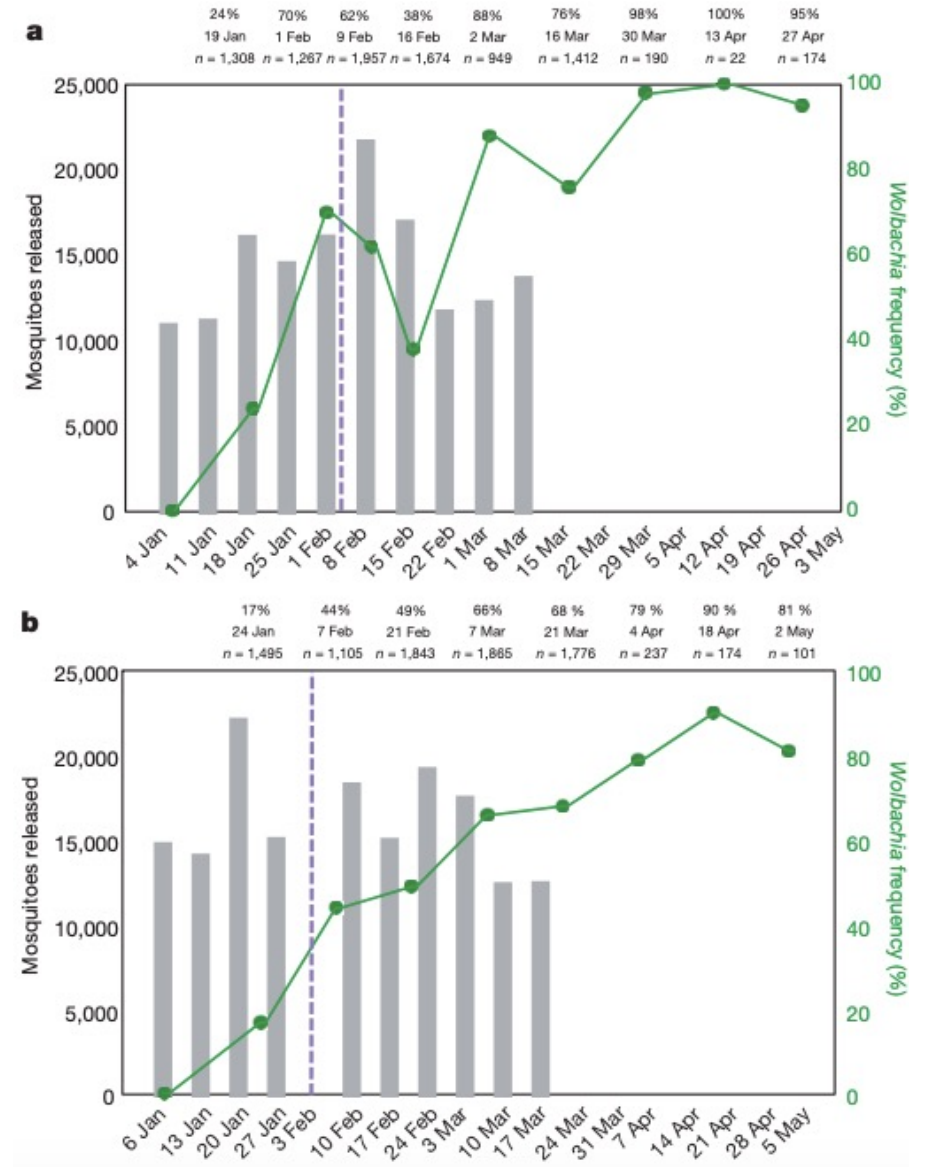 a
24% 70% 62% 38% 88% 76% 98% 100% 95%
19 Jan 1 Feb 9 Feb 16 Feb 2 Mar 16 Mar 30 Mar 13 Apr 27 Apr
n = 1,308 n = 1,267 n = 1,957 n = 1,674 n = 949 n = 1,412 n = 190 n = 22 n = 174
25,000 100
20,000 80
15,000 60
10,000 40
5,000 20
0 0
Mosquitoes released
Wolbachia frequency (%)
4 Jan 11 Jan 18 Jan 25 Jan 1 Feb 8 Feb 15 Feb 22 Feb 1 Mar 8 Mar 15 Mar 22 Mar 29 Mar 5 Apr 12 Apr 19 Apr 26 Apr 3 May
b
17% 44% 49% 66% 68 % 79 % 90 % 81 %
24 Jan 7 Feb 21 Feb 7 Mar 21 Mar 4 Apr 18 Apr 2 May
n = 1,495 n = 1,105 n = 1,843 n = 1,865 n = 1,776 n = 237 n = 174 n = 101
25,000 100
20,000 80
15,000 60
10,000 40
5,000 20
0 0
Mosquitoes released
Wolbachia frequency (%)
6 Jan 13 Jan 20 Jan 27 Jan 3 Feb 10 Feb 17 Feb 24 Feb 3 Mar 10 Mar 17 Mar 24 Mar 31 Mar 7 Apr 14 Apr 21 Apr 28 Apr 5 May